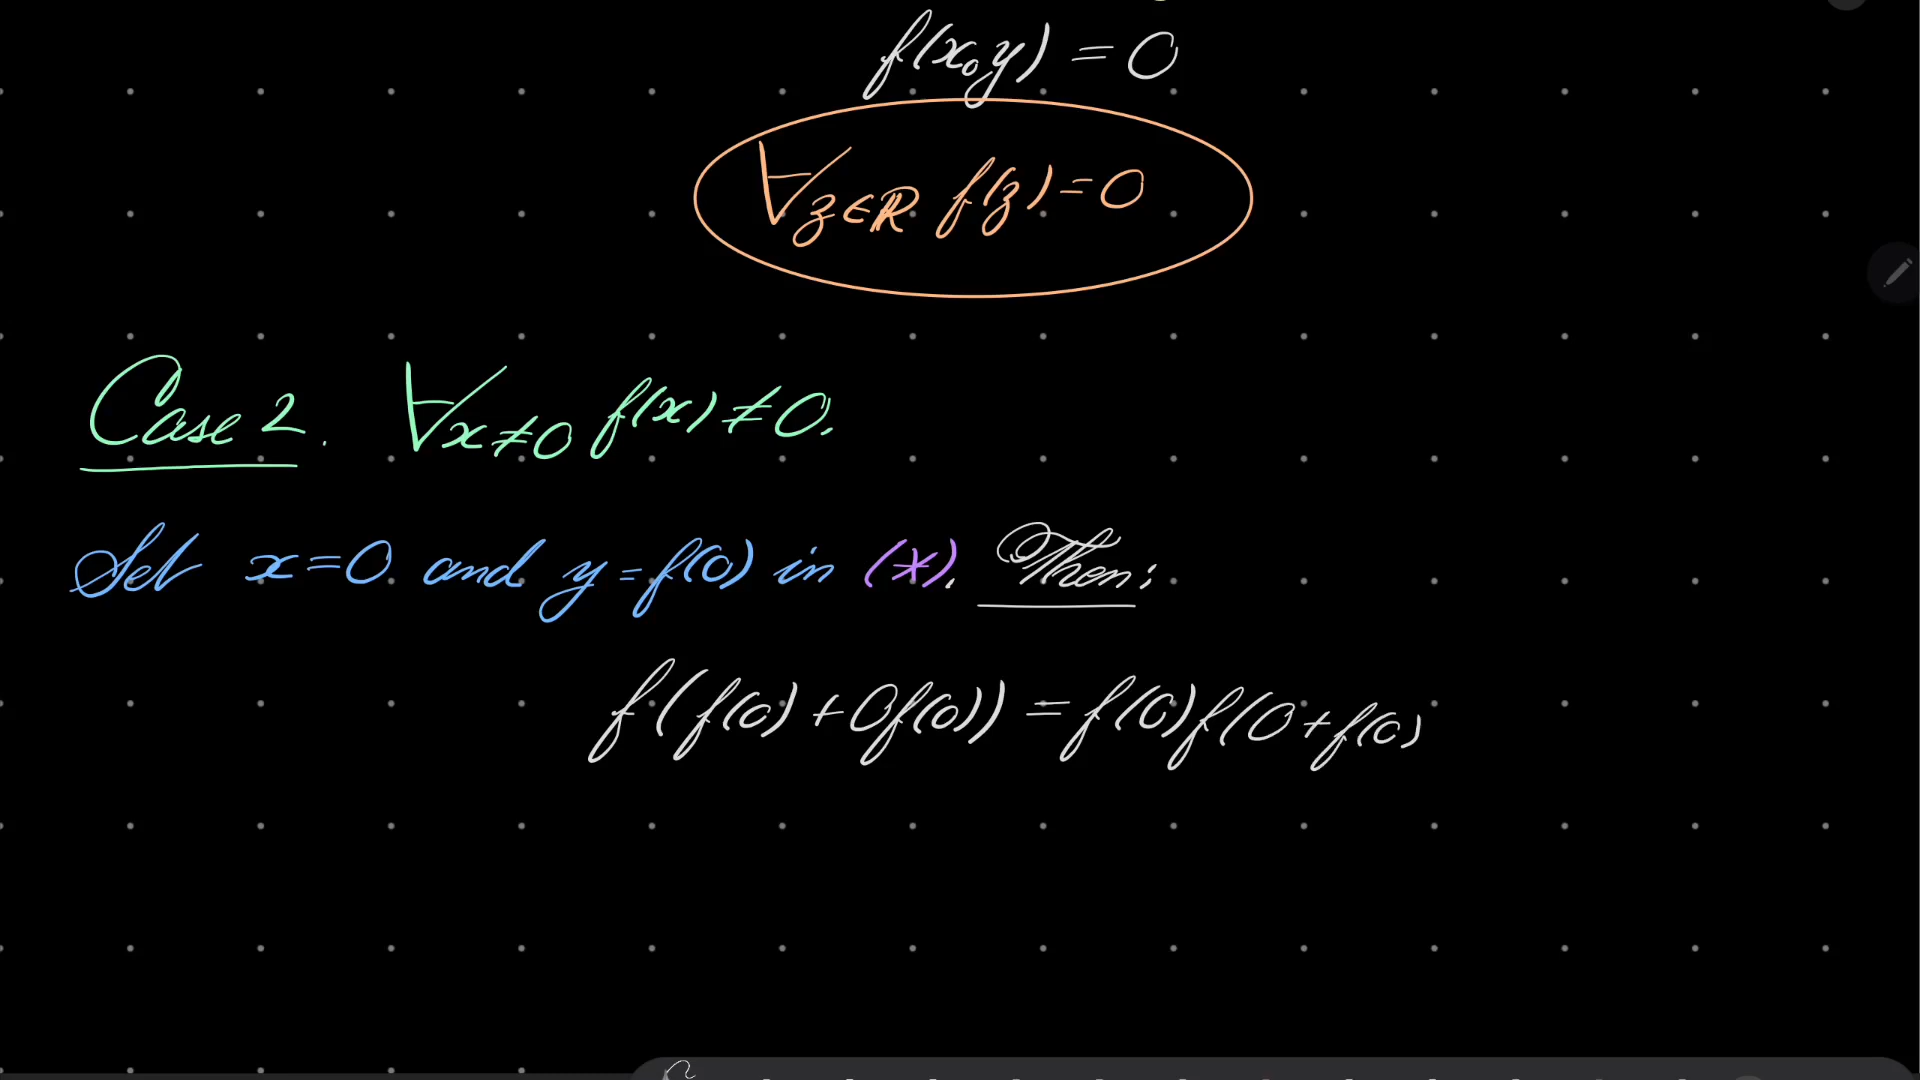 f(x₀y) = 0
∀z∈ℝ f(z)=0
Case 2. ∀x≠0 f(x)≠0.
Set x=0 and y=f(0) in (*). Then:
f(f(0)+0f(0)) = f(0)f(0+f(0)